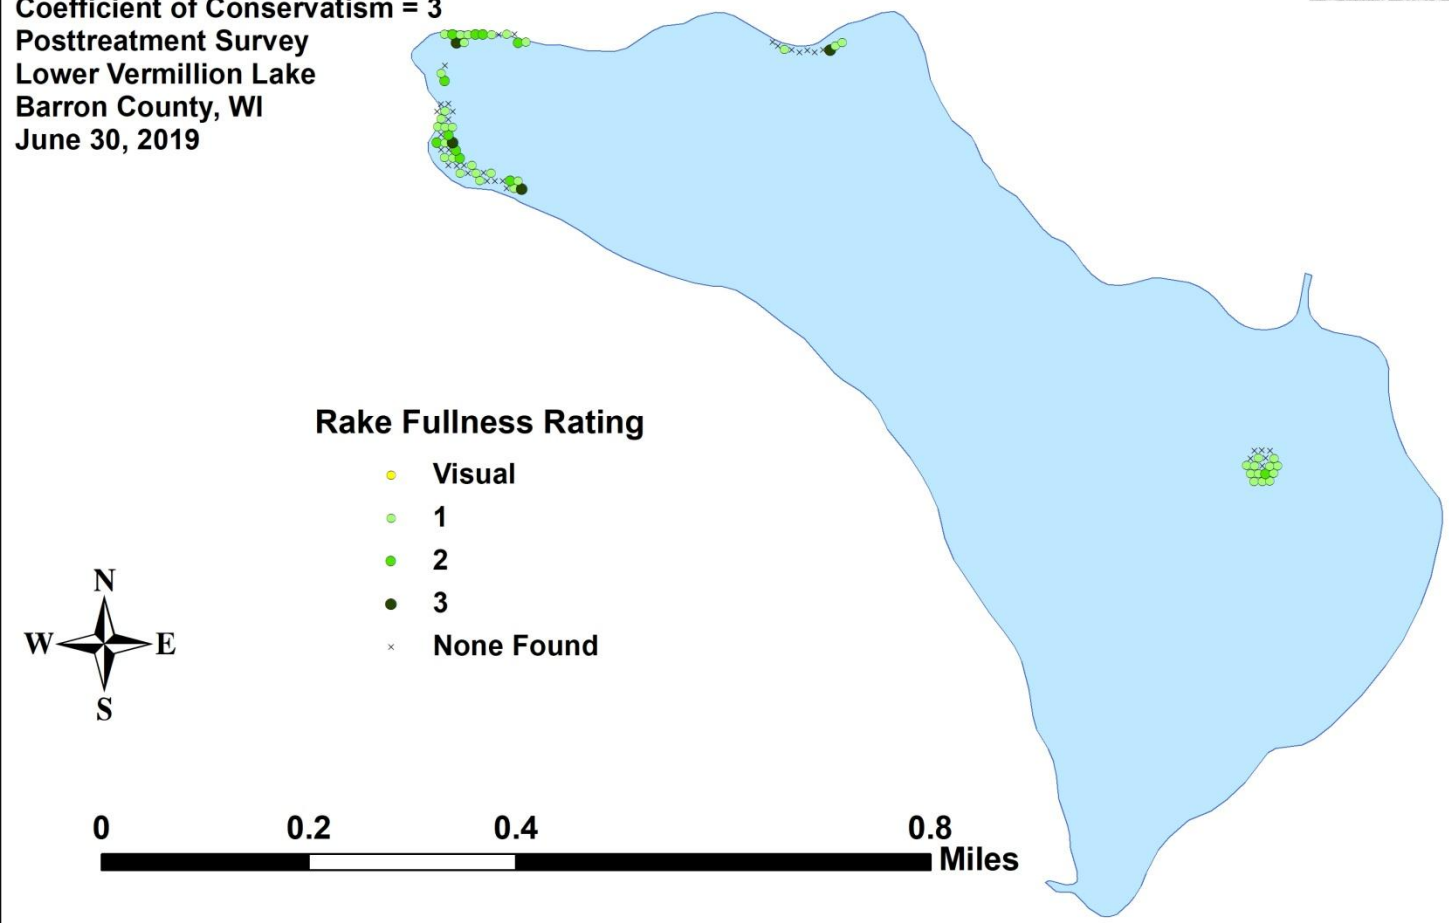 Coefficient of Conservatism = 3
Posttreatment Survey
Lower Vermillion Lake
Barron County, WI
June 30, 2019
Rake Fullness Rating
Visual
1
2
3
None Found
N
W E
S
0 0.2 0.4 0.8
Miles